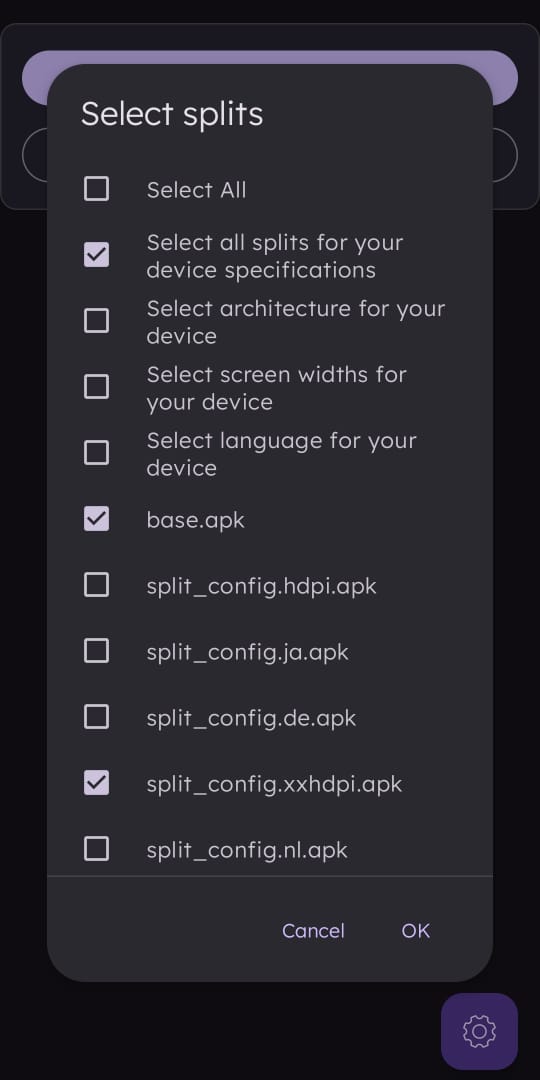 Select splits
Select All
Select all splits for your
device specifications
Select architecture for your
device
Select screen widths for
your device
Select language for your
device
base.apk
split_config.hdpi.apk
split_config.ja.apk
split_config.de.apk
split_config.xxhdpi.apk
split_config.nl.apk
Cancel OK